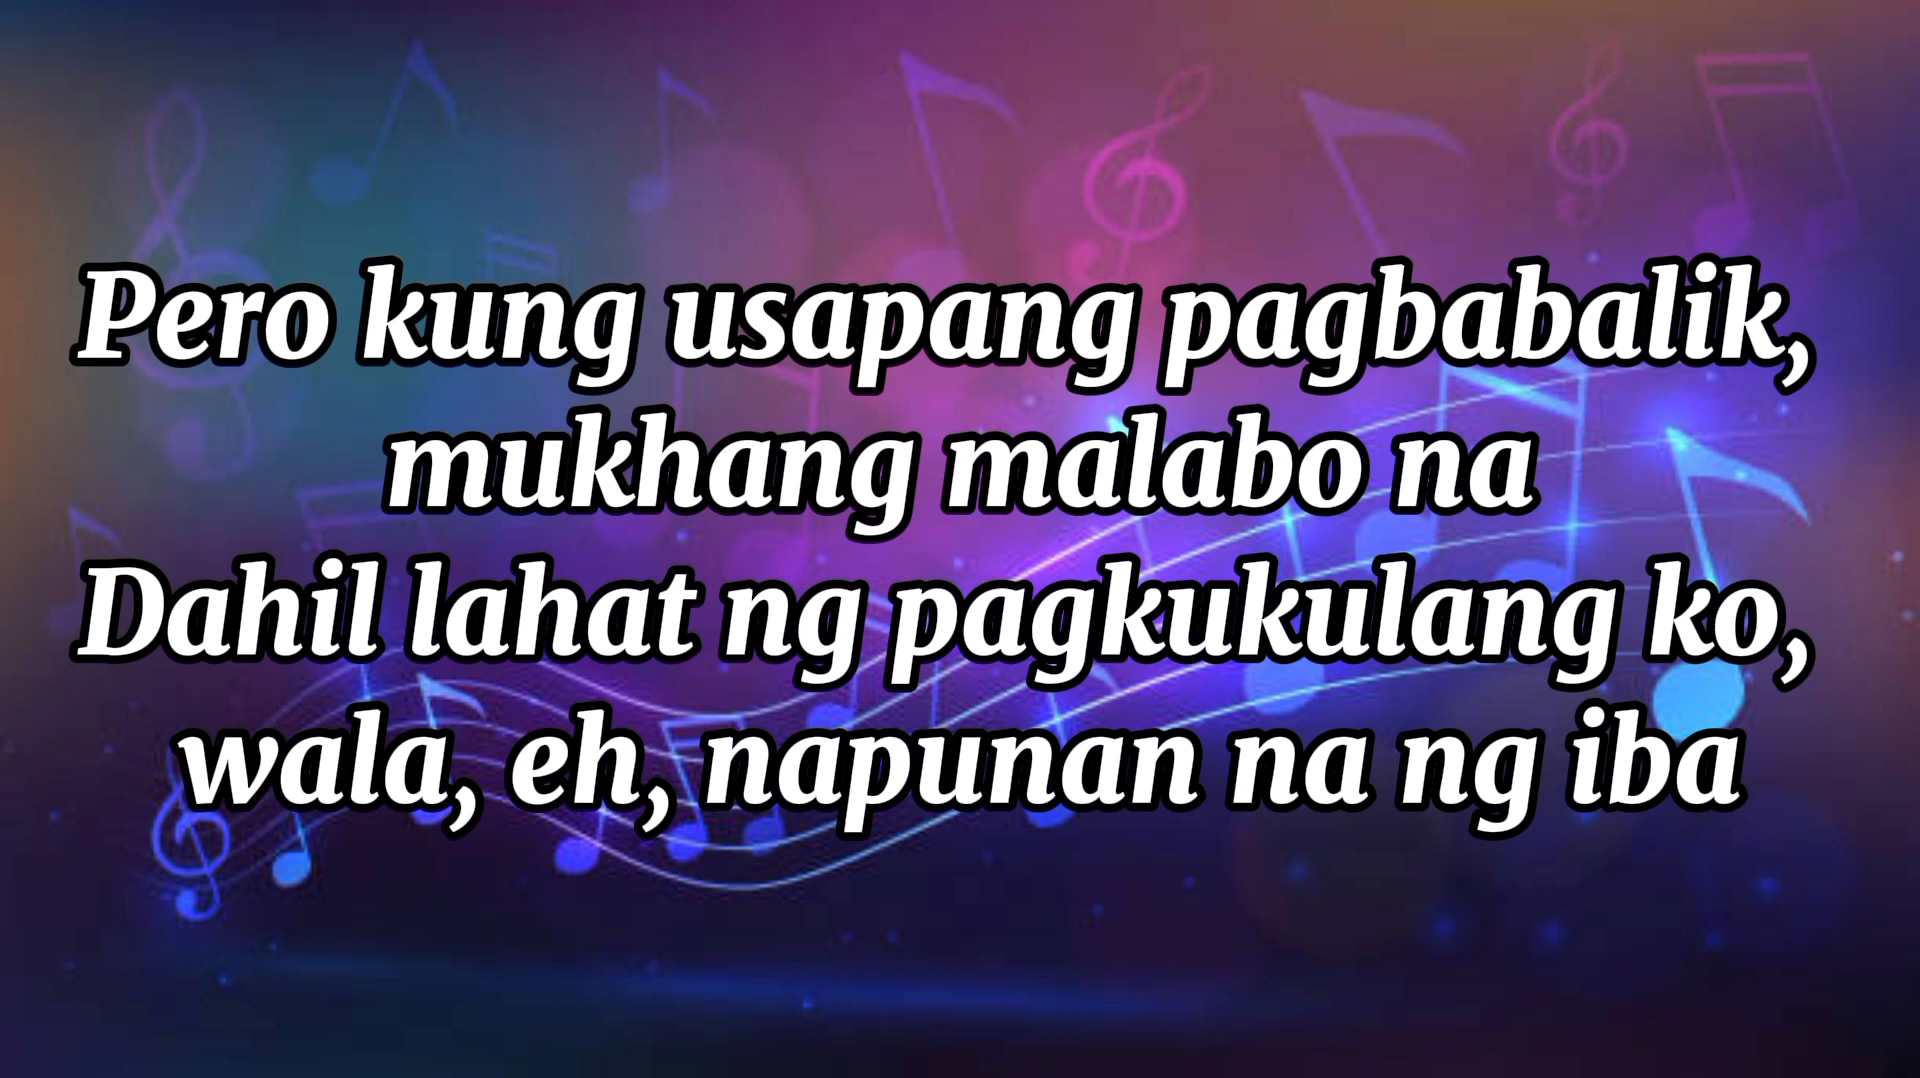 Pero kung usapang pagbabalik,
mukhang malabo na
Dahil lahat ng pagkukulang ko,
wala, eh, napunan na ng iba